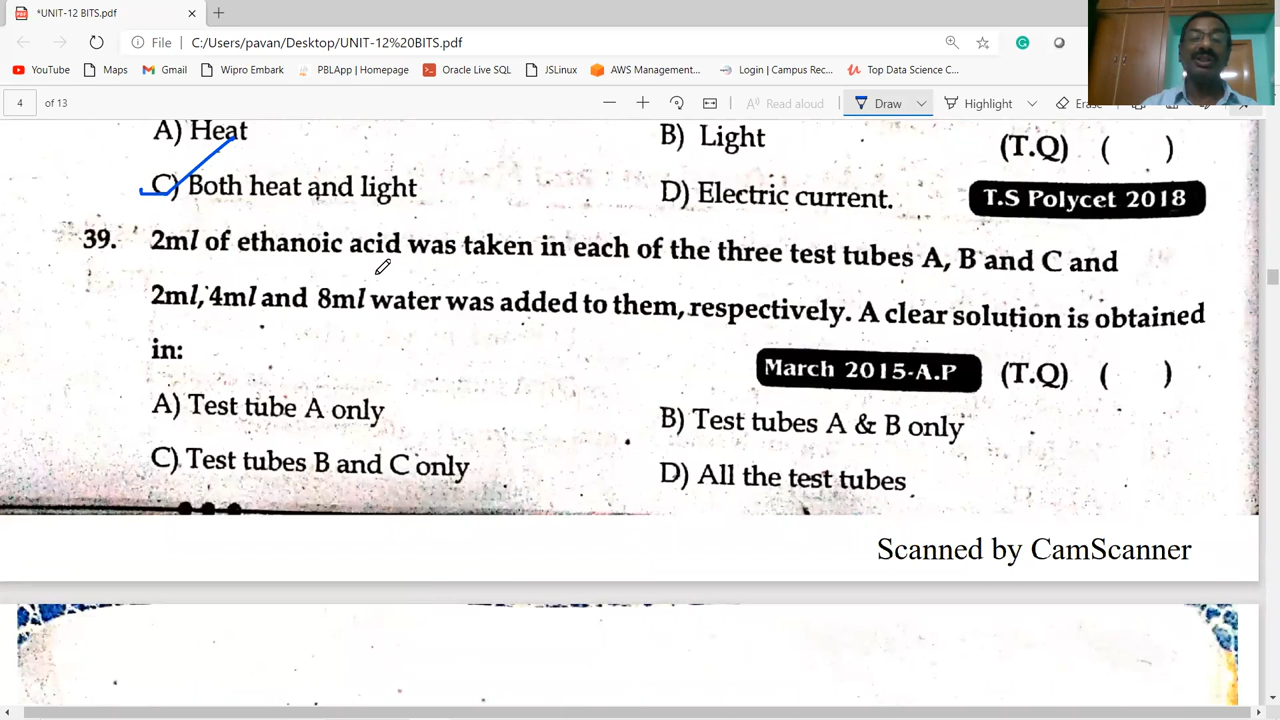 *UNIT-12 BITS.pdf
File C:/Users/pavan/Desktop/UNIT-12%20BITS.pdf
YouTube Maps Gmail Wipro Embark PBLApp | Homepage Oracle Live SQL JSLinux AWS Management... Login | Campus Rec... Top Data Science C...
4 of 13 Read aloud Draw Highlight Erase
A) Heat B) Light (T.Q) ( )
C) Both heat and light D) Electric current. T.S Polycet 2018
39. 2ml of ethanoic acid was taken in each of the three test tubes A, B and C and
2ml, 4ml and 8ml water was added to them, respectively. A clear solution is obtained
in: March 2015-A.P (T.Q) ( )
A) Test tube A only B) Test tubes A & B only
C) Test tubes B and C only D) All the test tubes
Scanned by CamScanner